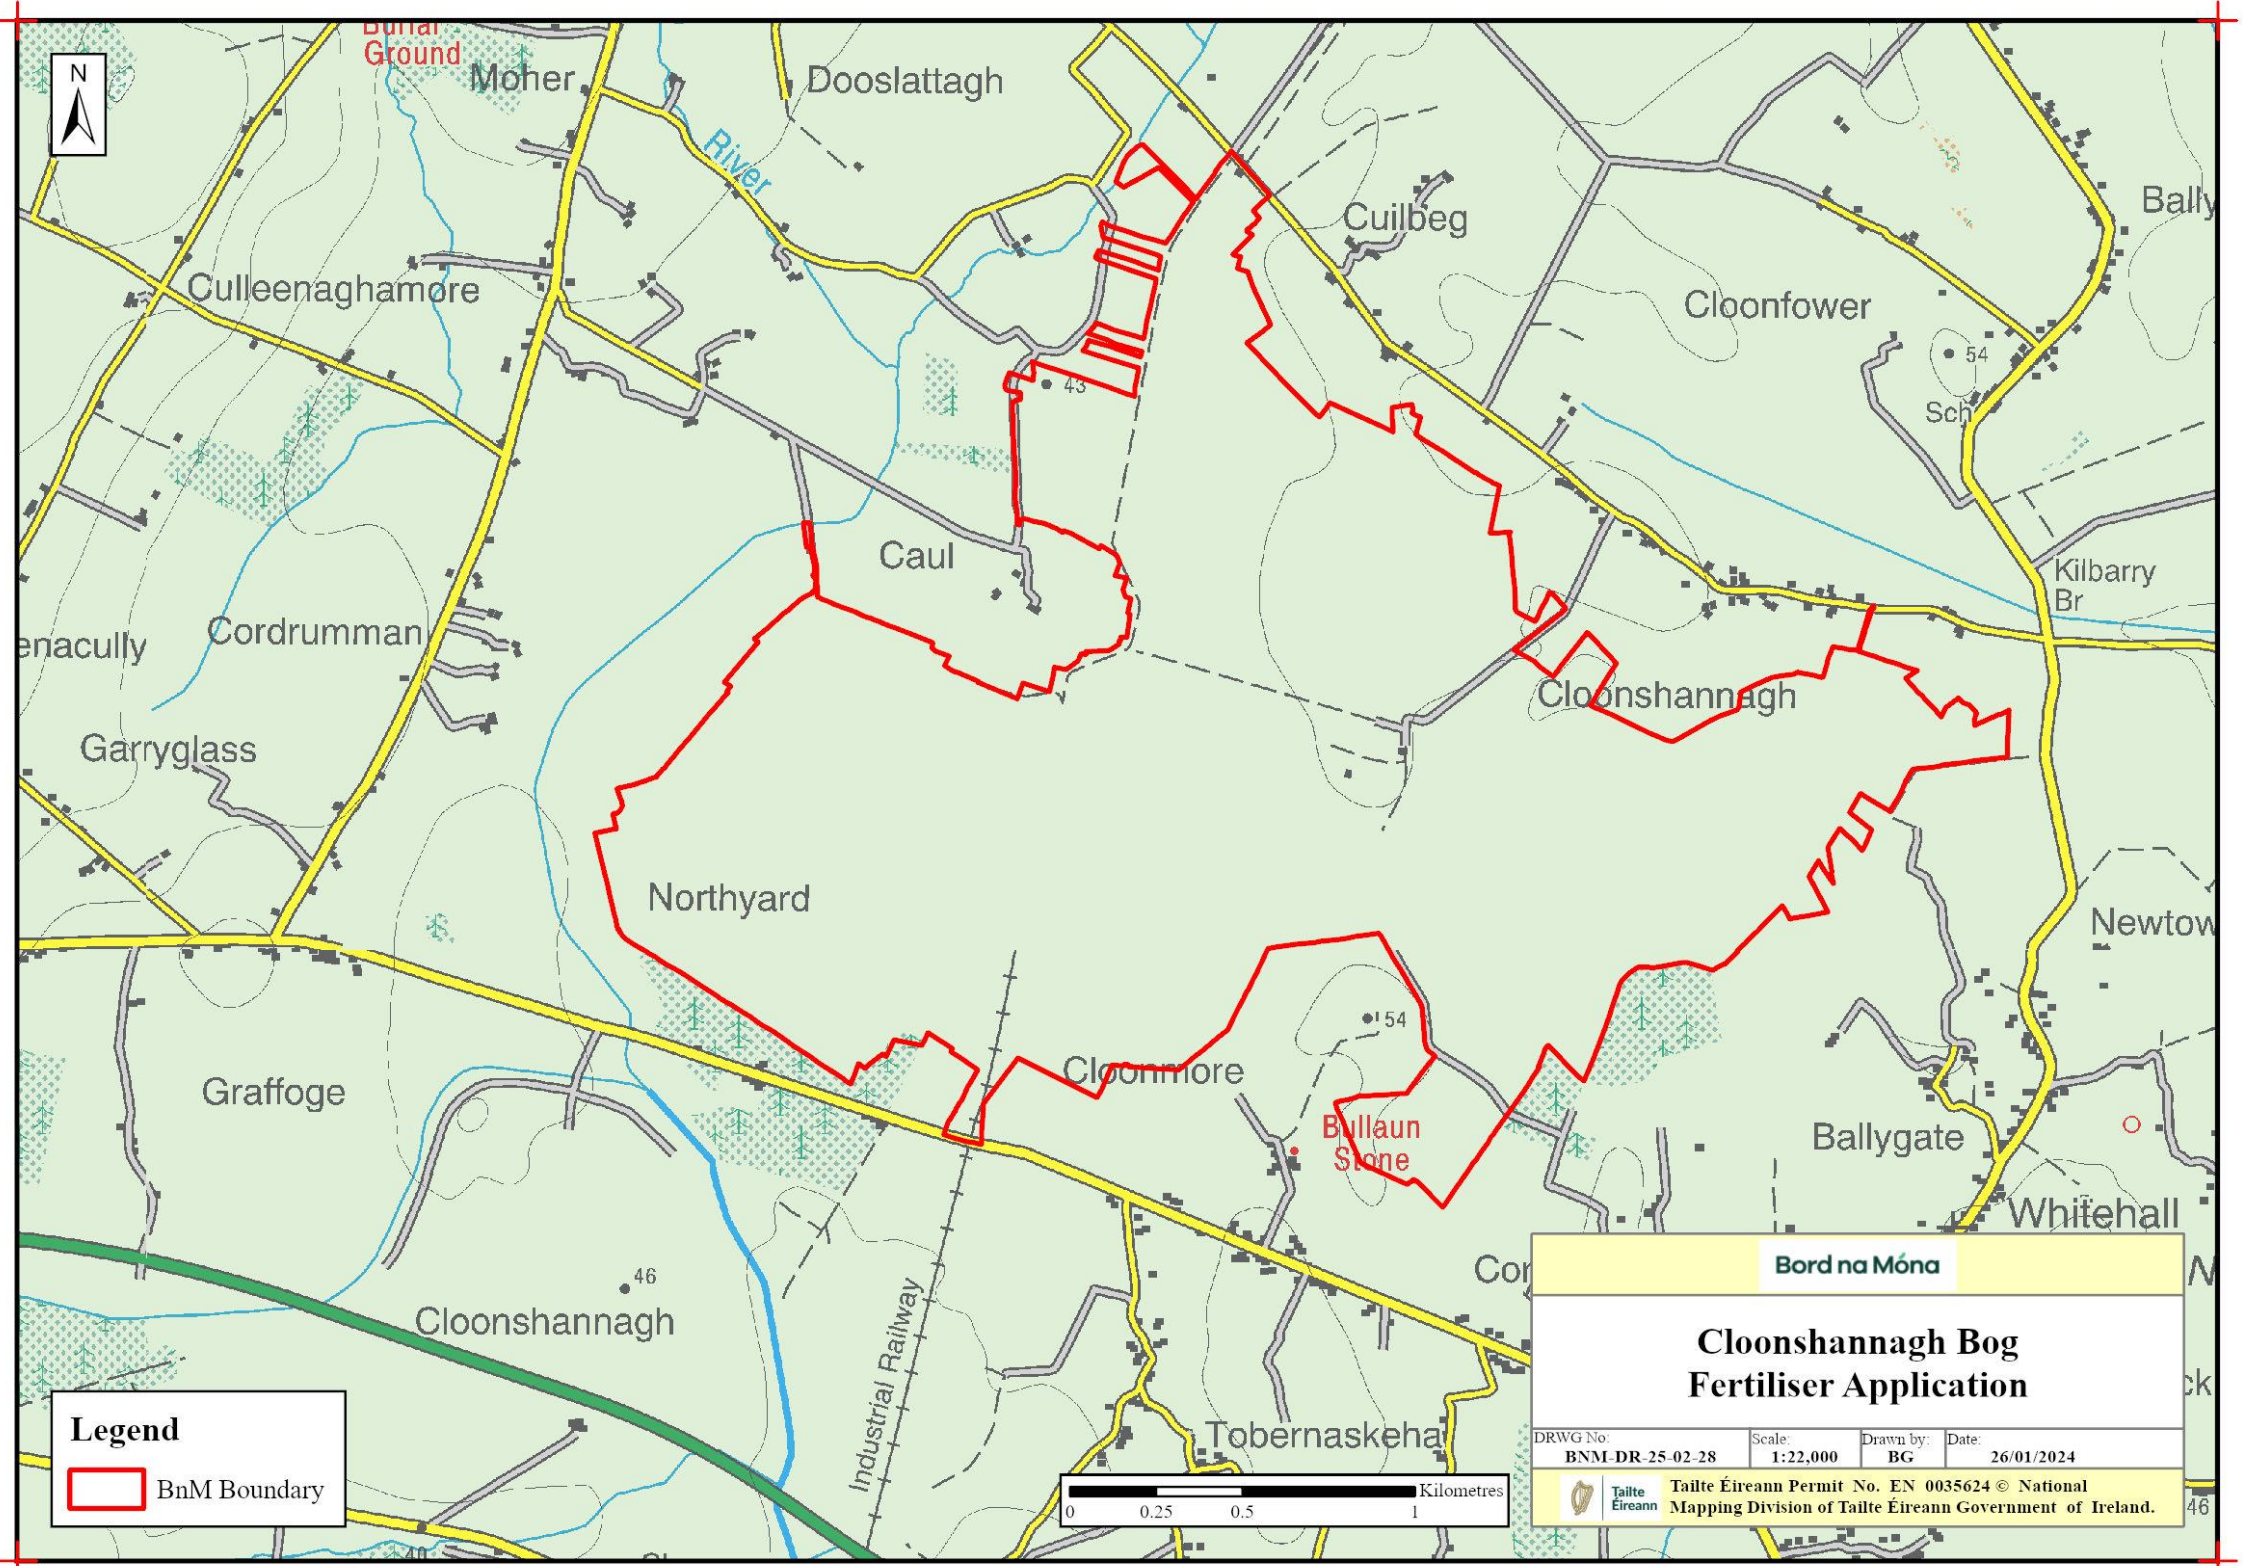 Burial
Ground
Moher
Dooslattagh
N
River
Cuilbeg
Bally
Culleenaghamore
Cloonfower
54
43
Sch
Caul
Kilbarry
Br
enacully
Cordrumman
Cloonshannagh
Garryglass
Northyard
Newtow
54
Cloonmore
Graffoge
Bullaun
Stone
Ballygate
Whitehall
46
Cloonshannagh
Industrial Railway
Cor
N
ck
Tobernaskeha
46
40
Legend
BnM Boundary
Kilometres
0 0.25 0.5 1
Bord na Móna
Cloonshannagh Bog
Fertiliser Application
DRWG No: Scale: Drawn by: Date:
BNM-DR-25-02-28 1:22,000 BG 26/01/2024
Tailte
Éireann
Tailte Éireann Permit No. EN 0035624 © National
Mapping Division of Tailte Éireann Government of Ireland.